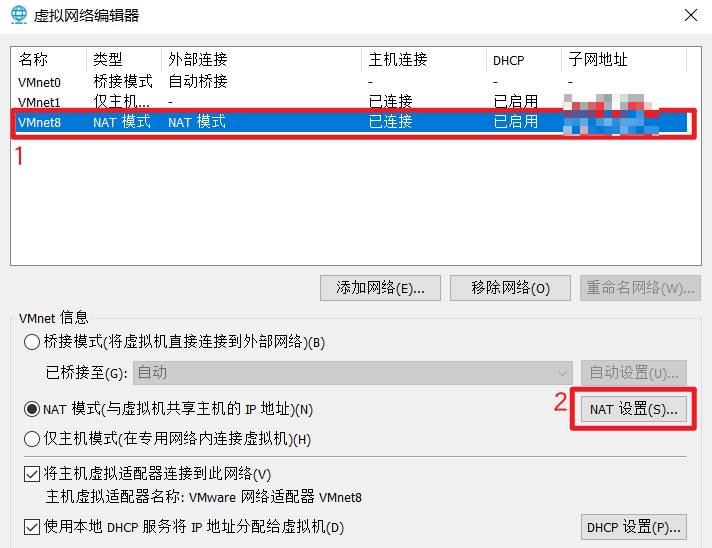 虚拟网络编辑器
名称 类型 外部连接 主机连接 DHCP 子网地址
VMnet0 桥接模式 自动桥接 - - -
VMnet1 仅主机... - 已连接 已启用
VMnet8 NAT 模式 NAT 模式 已连接 已启用
1
添加网络(E)... 移除网络(O) 重命名网络(W)...
VMnet 信息
桥接模式(将虚拟机直接连接到外部网络)(B)
已桥接至(G): 自动 自动设置(U)...
NAT 模式(与虚拟机共享主机的 IP 地址)(N) 2 NAT 设置(S)...
仅主机模式(在专用网络内连接虚拟机)(H)
将主机虚拟适配器连接到此网络(V)
主机虚拟适配器名称: VMware 网络适配器 VMnet8
使用本地 DHCP 服务将 IP 地址分配给虚拟机(D) DHCP 设置(P)...